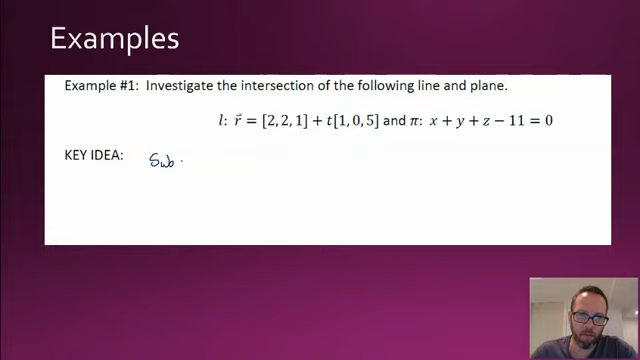 Examples
Example #1: Investigate the intersection of the following line and plane.
l: r⃗ = [2, 2, 1] + t[1, 0, 5] and π: x + y + z − 11 = 0
KEY IDEA: Sub